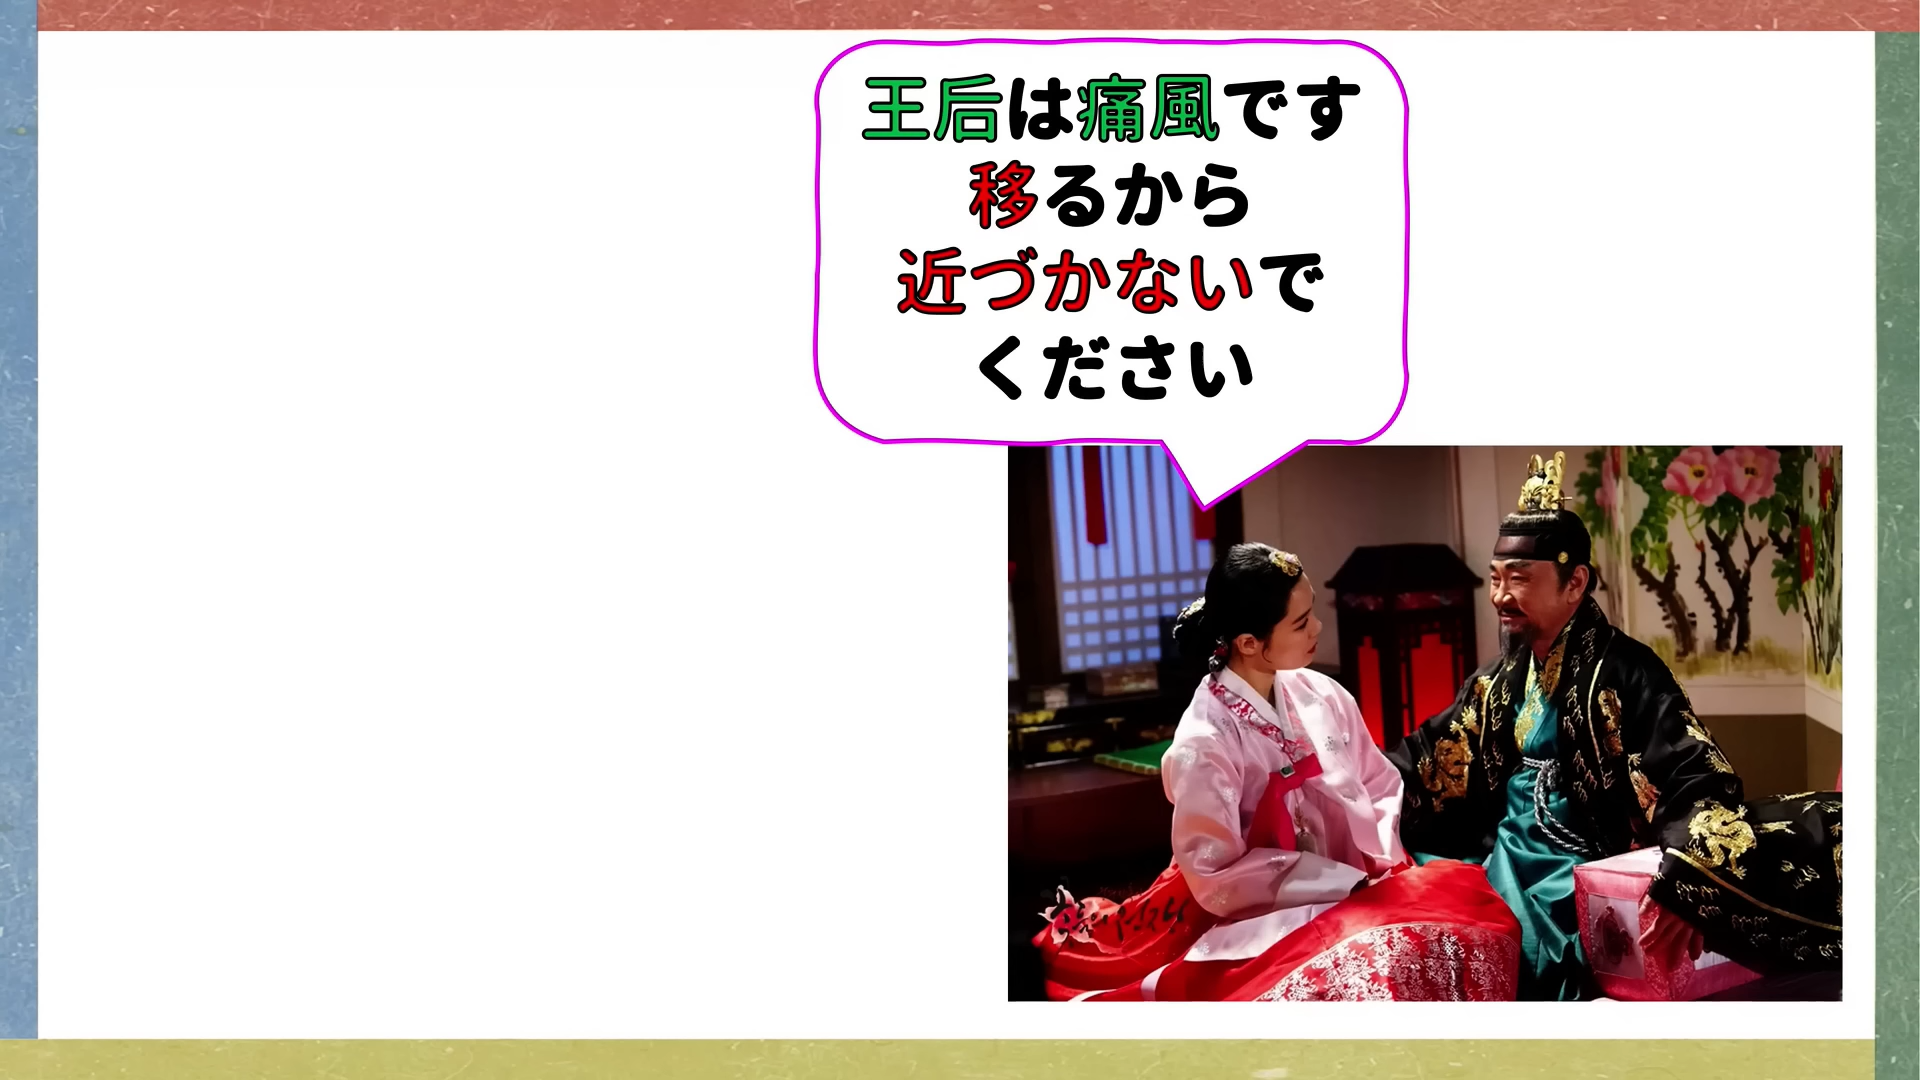 王后は痛風です
移るから
近づかないで
ください